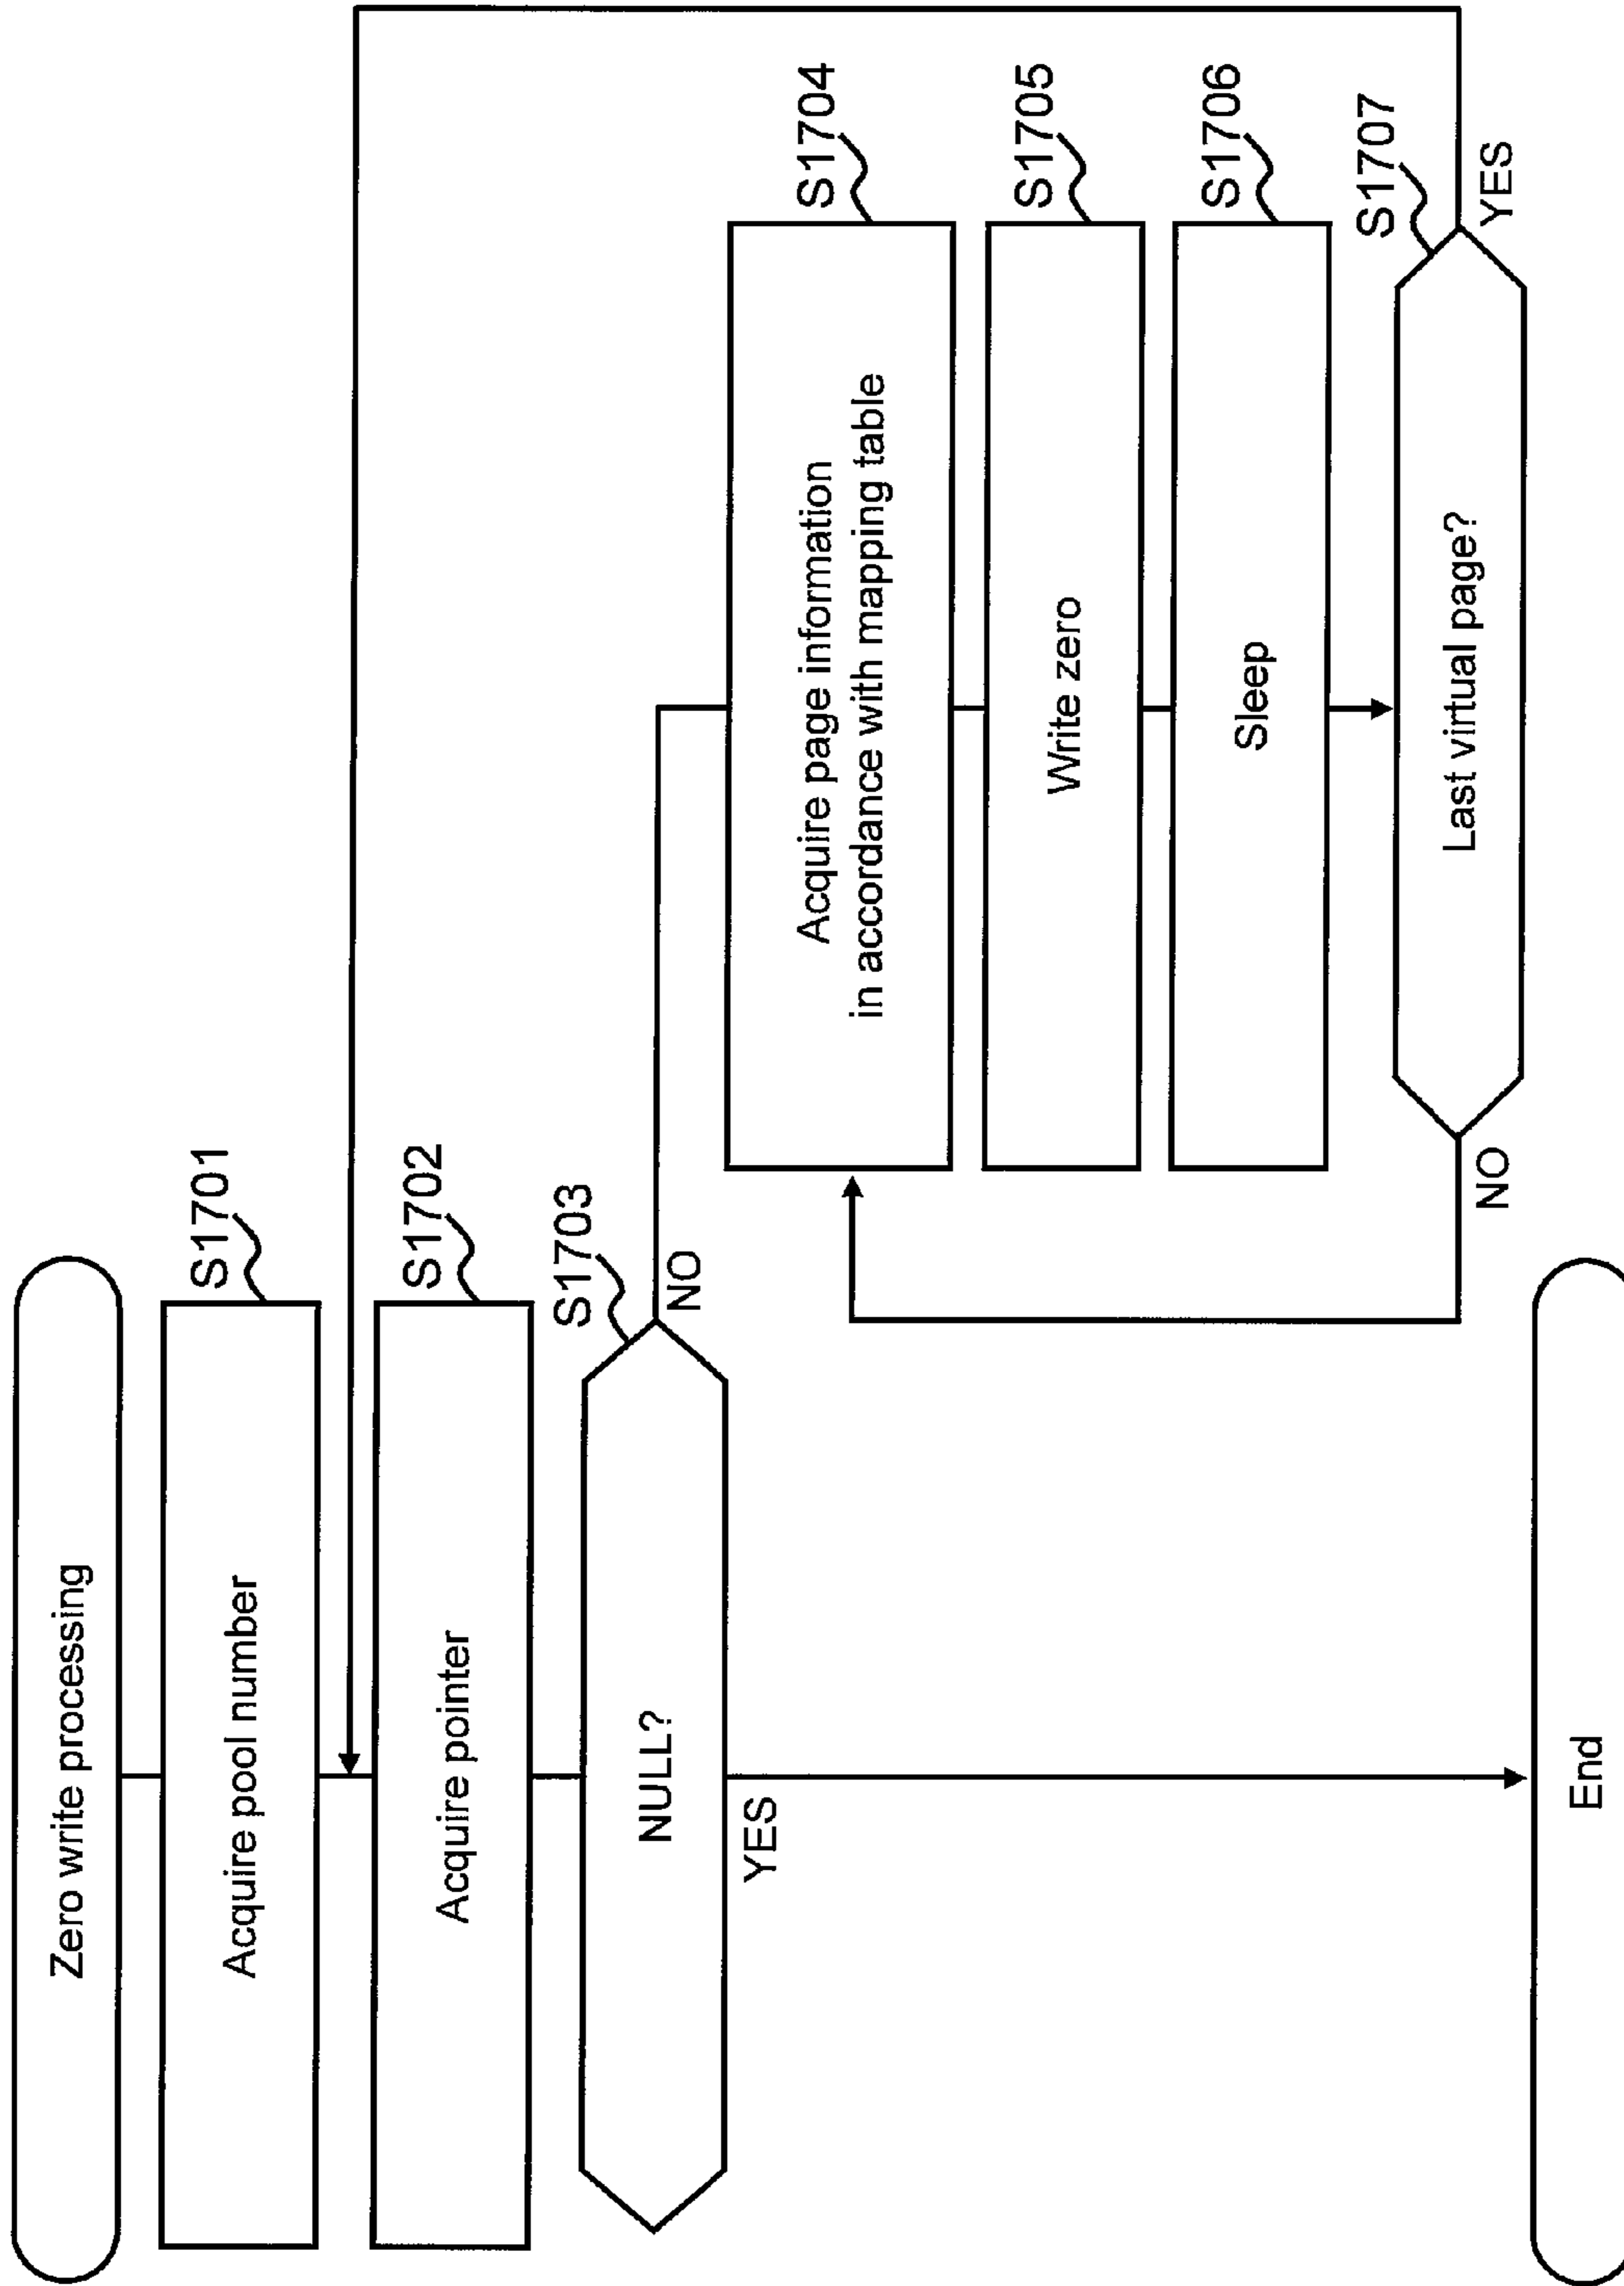 Zero write processing
S1701
Acquire pool number
S1702
Acquire pointer
S1703
NULL?
NO
YES
S1704
Acquire page information
in accordance with mapping table
S1705
Write zero
S1706
Sleep
S1707
Last virtual page?
YES
NO
End